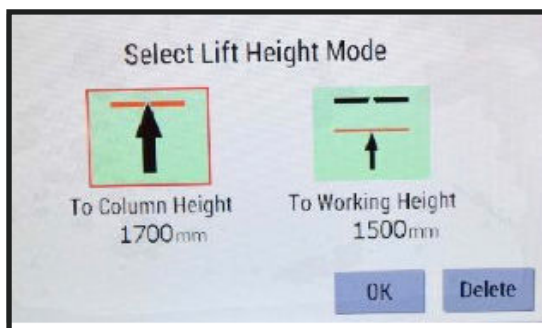 Select Lift Height Mode
To Column Height
1700mm
To Working Height
1500mm
OK
Delete